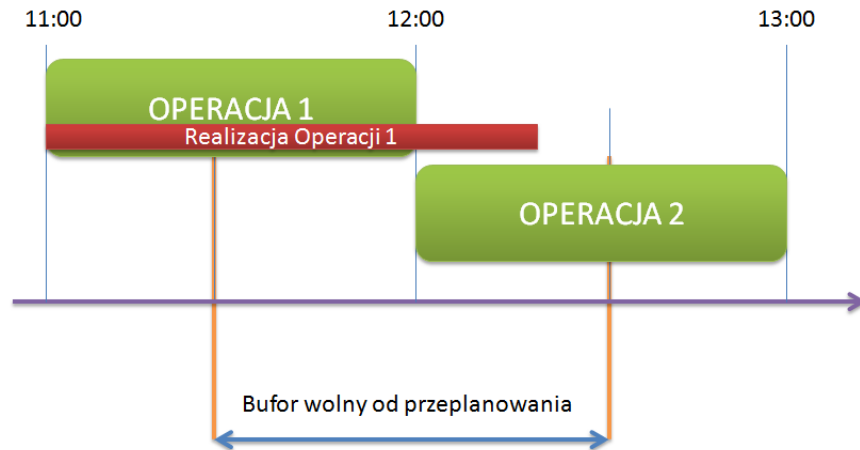 11:00
12:00
13:00
OPERACJA 1
Realizacja Operacji 1
OPERACJA 2
Bufor wolny od przeplanowania